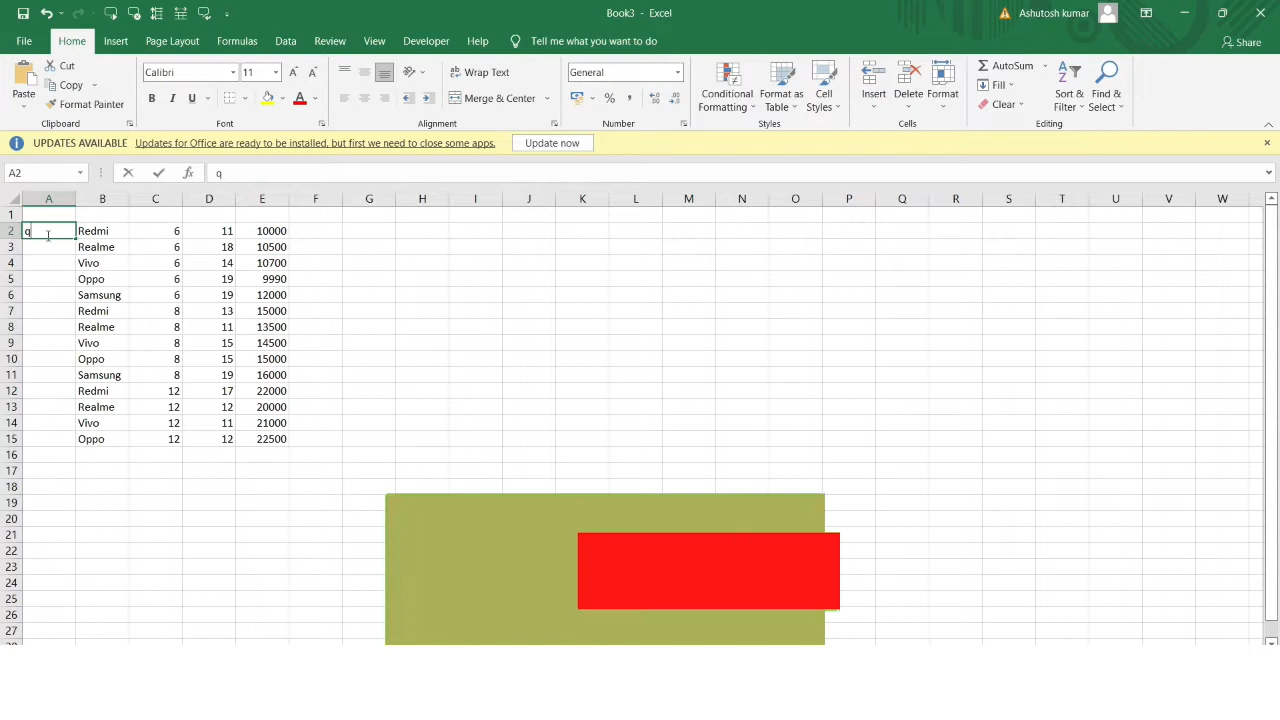 Book3 - Excel
Ashutosh kumar
File Home Insert Page Layout Formulas Data Review View Developer Help Tell me what you want to do Share
Paste
Cut
Copy
Format Painter
Clipboard
Calibri 11
B I U A
Font
Wrap Text
Merge & Center
Alignment
General
% ,
Number
Conditional Formatting
Format as Table
Cell Styles
Styles
Insert
Delete
Format
Cells
AutoSum
Fill
Clear
Sort & Filter
Find & Select
Editing
UPDATES AVAILABLE Updates for Office are ready to be installed, but first we need to close some apps. Update now
A2 fx q
A B C D E F G H I J K L M N O P Q R S T U V W
1
2 q Redmi 6 11 10000
3 Realme 6 18 10500
4 Vivo 6 14 10700
5 Oppo 6 19 9990
6 Samsung 6 19 12000
7 Redmi 8 13 15000
8 Realme 8 11 13500
9 Vivo 8 15 14500
10 Oppo 8 15 15000
11 Samsung 8 19 16000
12 Redmi 12 17 22000
13 Realme 12 12 20000
14 Vivo 12 11 21000
15 Oppo 12 12 22500
16
17
18
19
20
21
22
23
24
25
26
27